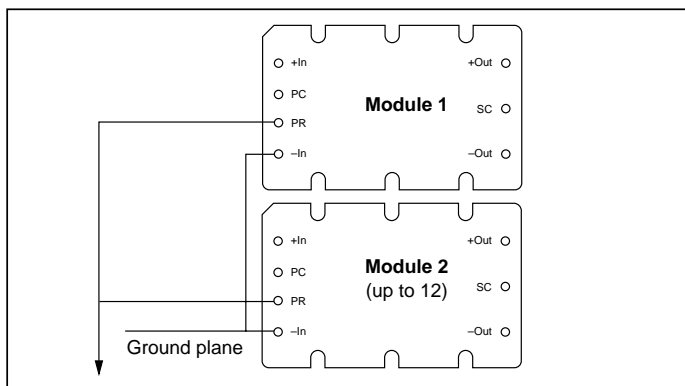 +In
+Out
PC
Module 1
SC
PR
–In
–Out
+In
+Out
PC
Module 2
(up to 12)
SC
PR
–In
–Out
Ground plane